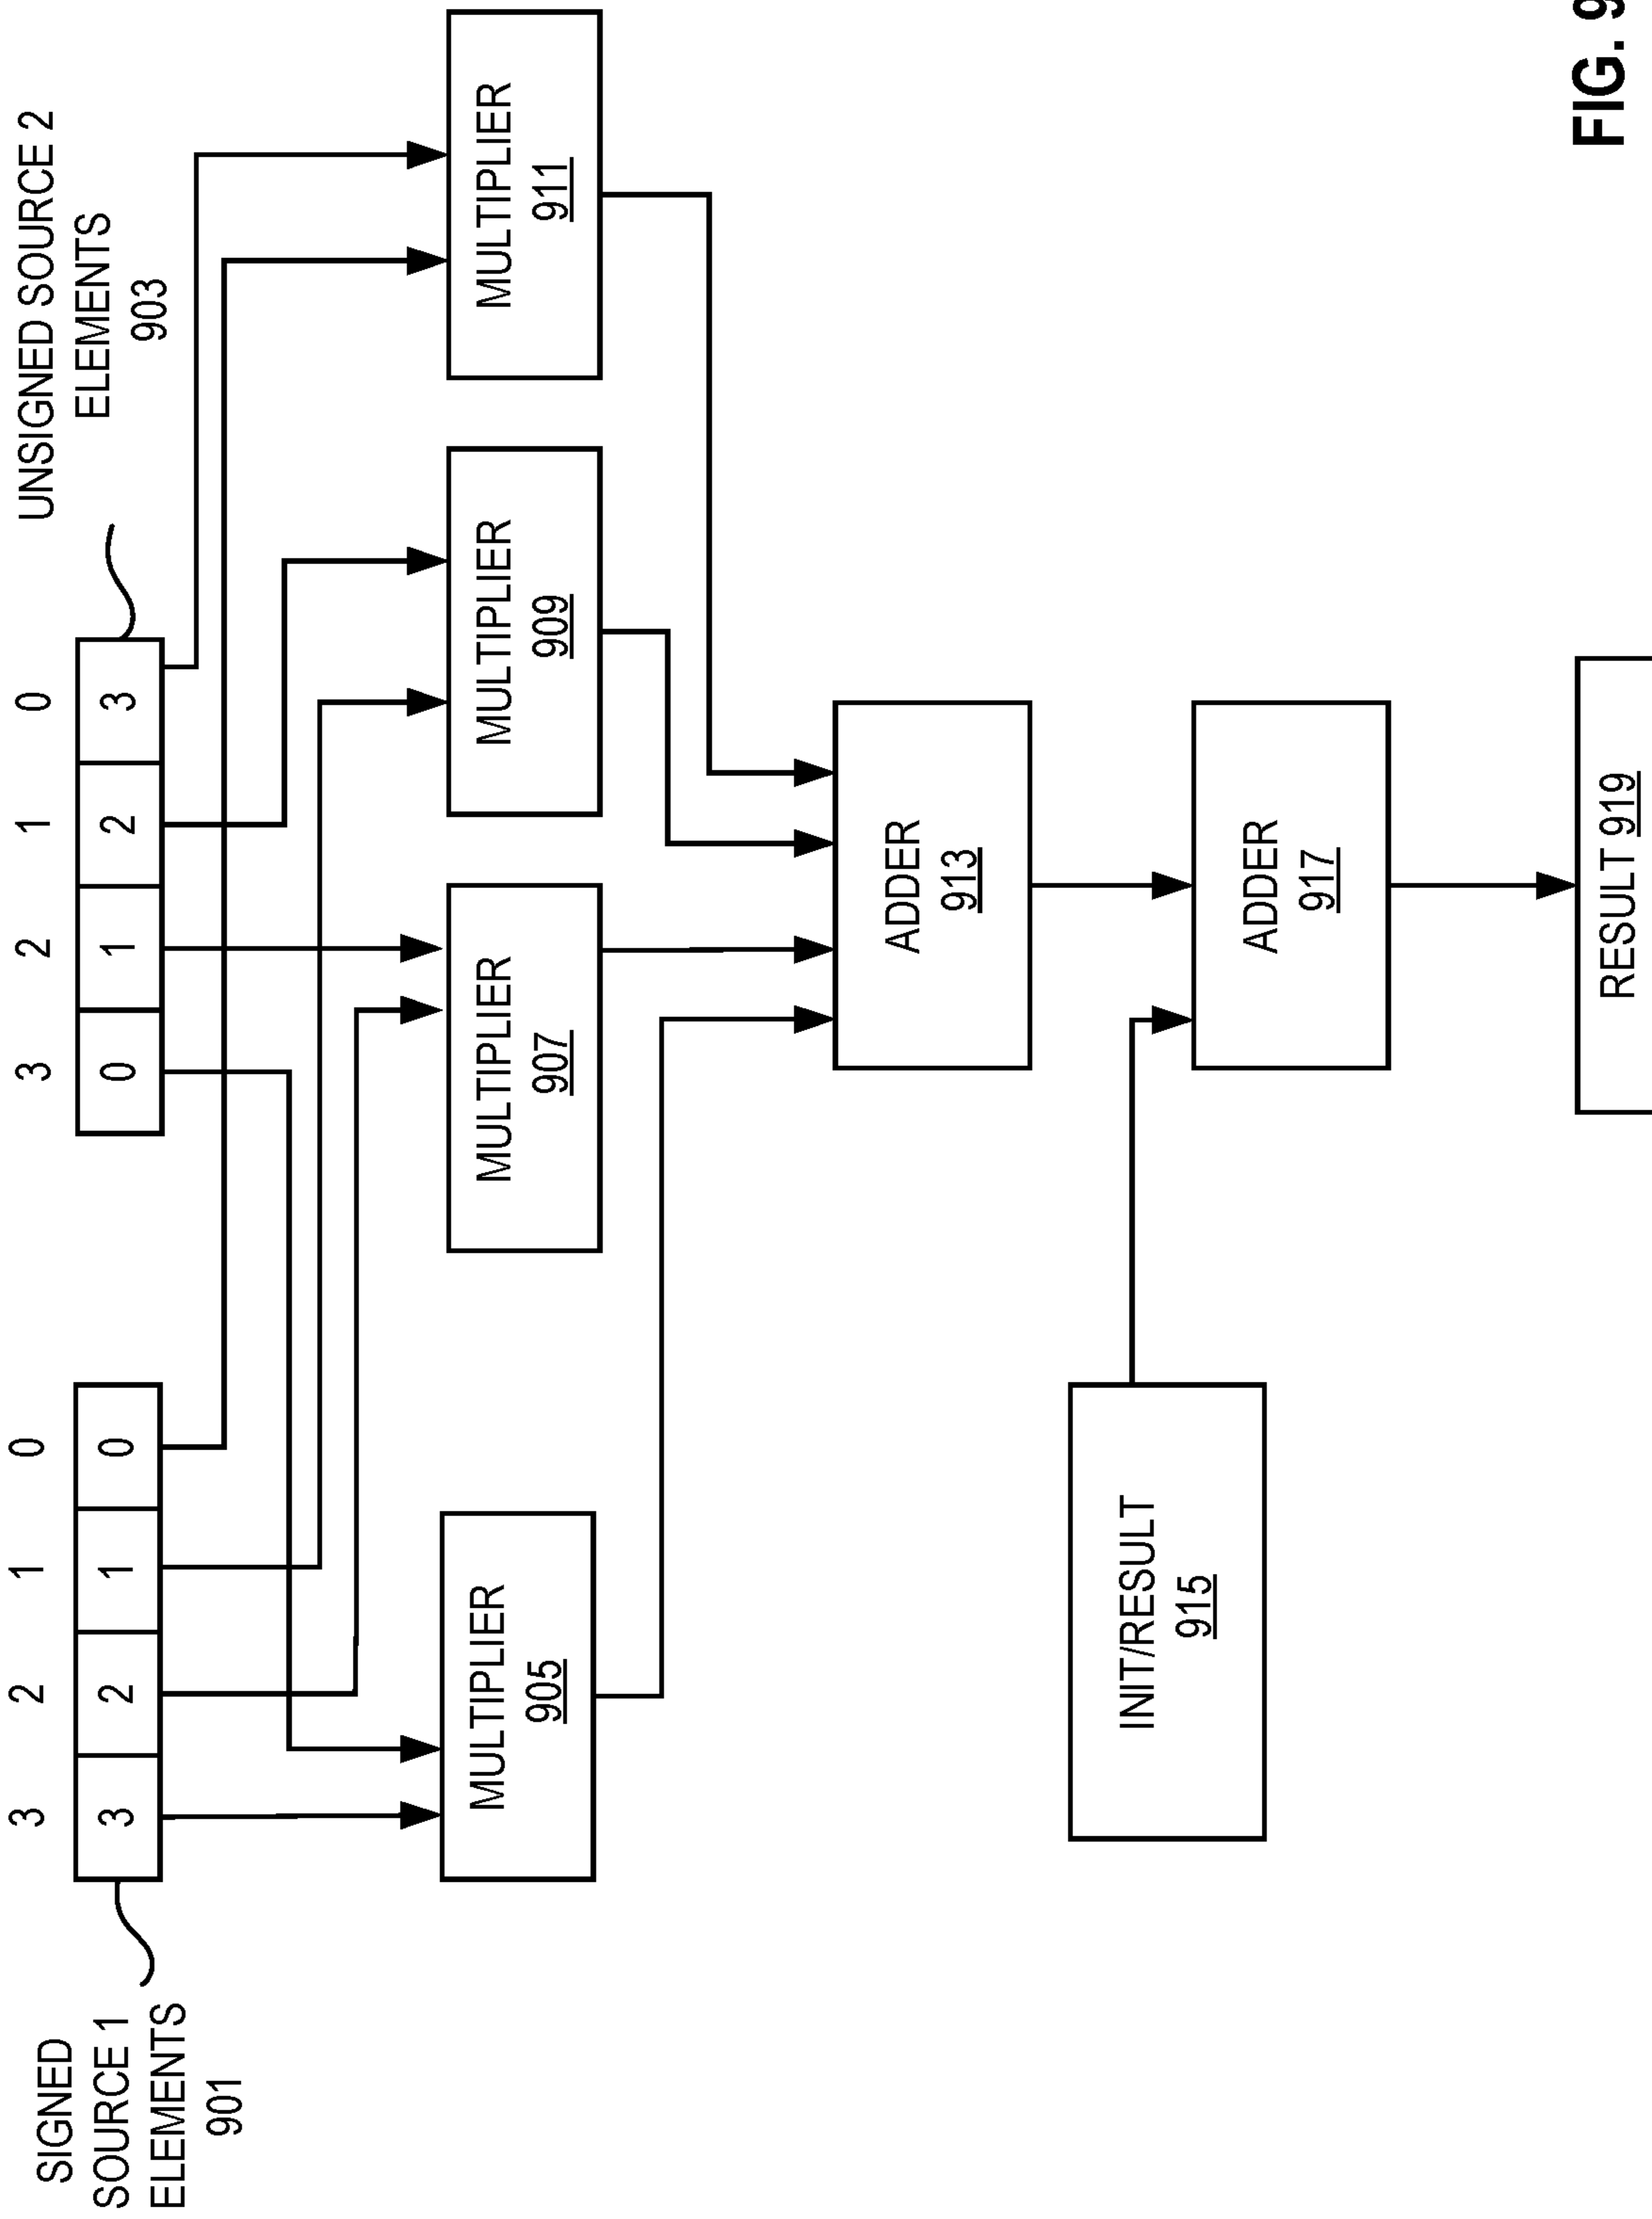 SIGNED
SOURCE 1
ELEMENTS
901
3 2 1 0
3 2 1 0
3 2 1 0
0 1 2 3
UNSIGNED SOURCE 2
ELEMENTS
903
MULTIPLIER
905
MULTIPLIER
907
MULTIPLIER
909
MULTIPLIER
911
ADDER
913
INIT/RESULT
915
ADDER
917
RESULT 919
FIG. 9